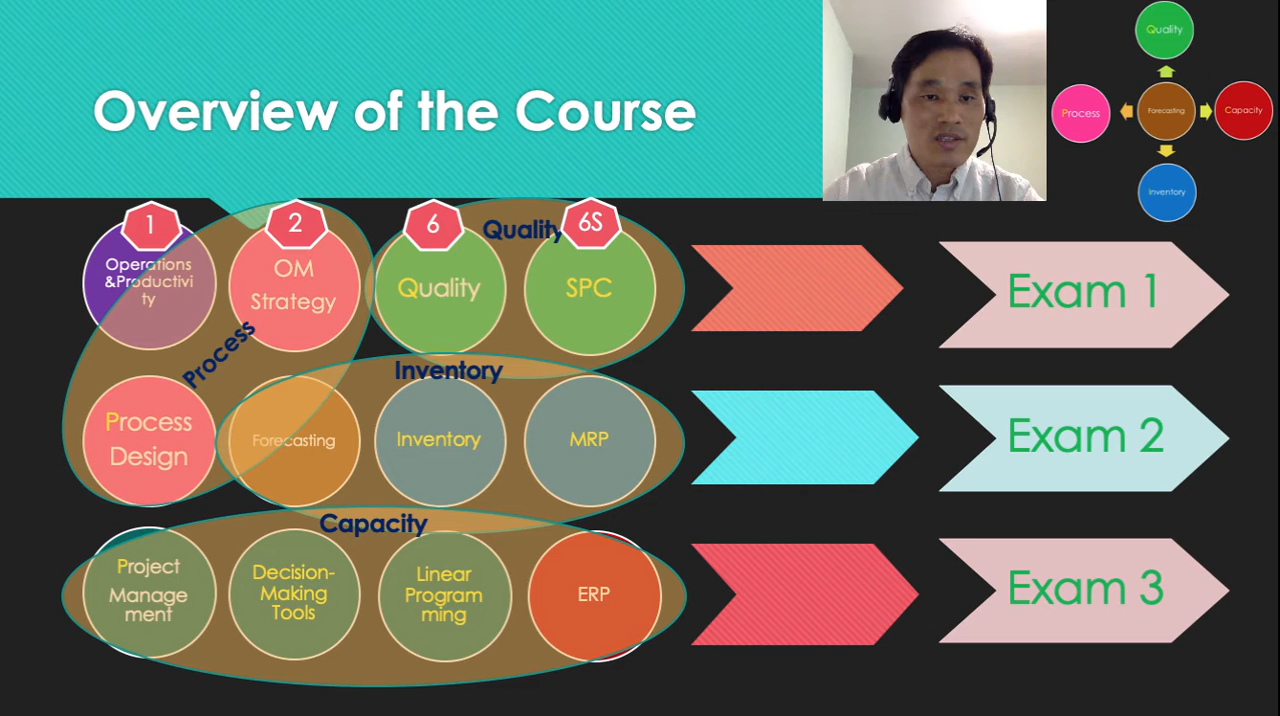 Overview of the Course
Quality
Process
Forecasting
Capacity
Inventory
1
2
6
6S
Quality
Operations
&Productivi
ty
OM
Strategy
Quality
SPC
Exam 1
Process
Inventory
Process
Design
Forecasting
Inventory
MRP
Exam 2
Capacity
Project
Manage
ment
Decision-
Making
Tools
Linear
Program
ming
ERP
Exam 3